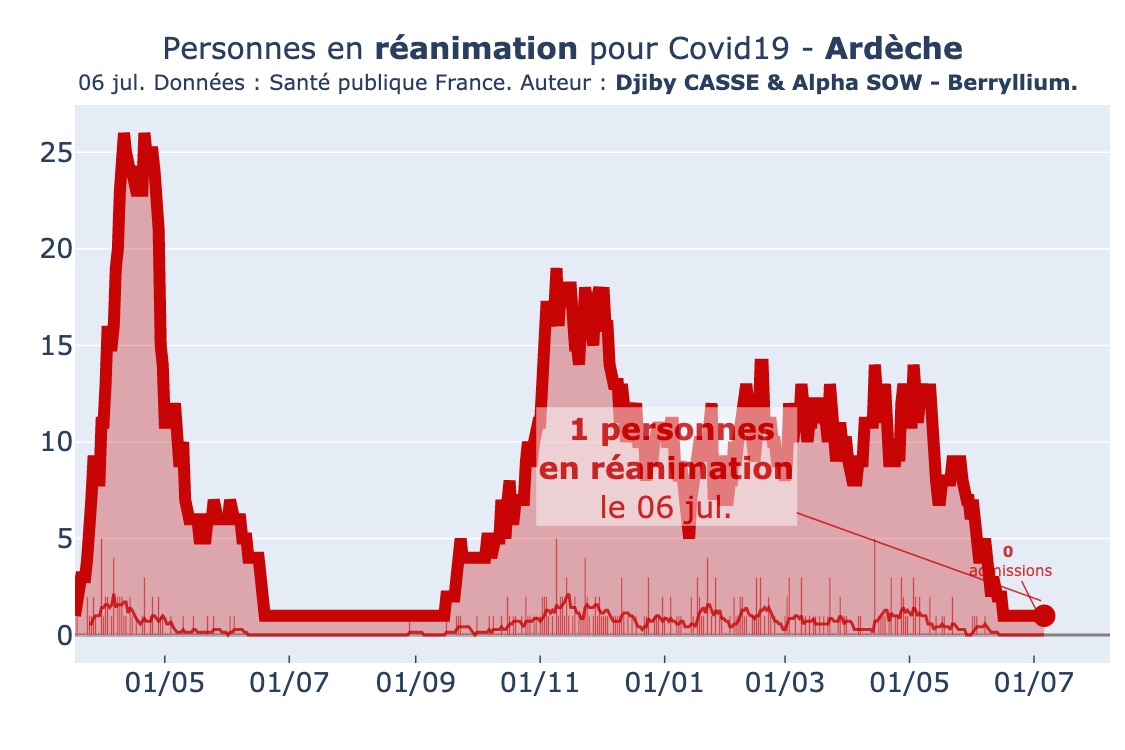 Personnes en réanimation pour Covid19 - Ardèche
06 jul. Données : Santé publique France. Auteur : Djiby CASSE & Alpha SOW - Berryllium.
25
20
15
10
5
0
1 personnes
en réanimation
le 06 jul.
0
admissions
01/05 01/07 01/09 01/11 01/01 01/03 01/05 01/07